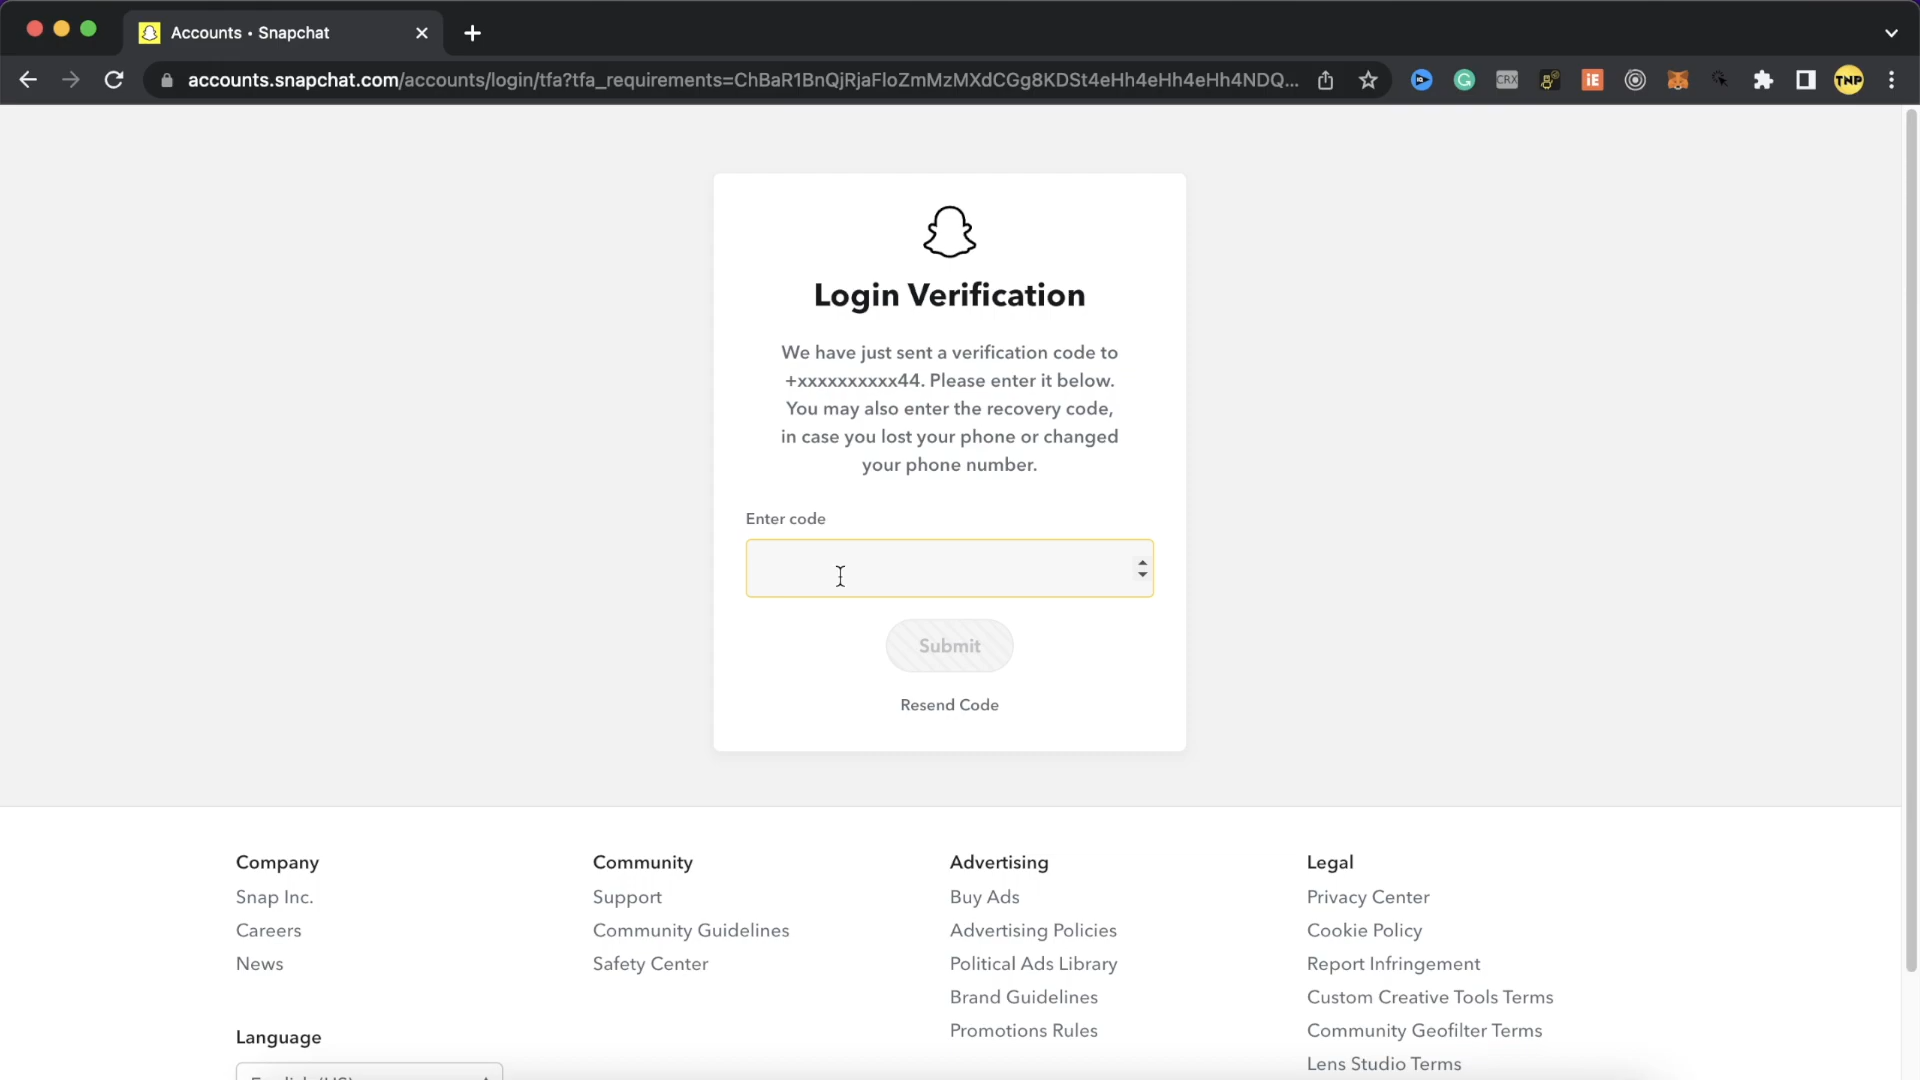 Accounts • Snapchat
accounts.snapchat.com/accounts/login/tfa?tfa_requirements=ChBaR1BnQjRjaFloZmMzMXdCGg8KDSt4eHh4eHh4eHh4NDQ...
CRX
iE
TNP
Login Verification
We have just sent a verification code to
+xxxxxxxxxx44. Please enter it below.
You may also enter the recovery code,
in case you lost your phone or changed
your phone number.
Enter code
Submit
Resend Code
Company
Snap Inc.
Careers
News
Community
Support
Community Guidelines
Safety Center
Advertising
Buy Ads
Advertising Policies
Political Ads Library
Brand Guidelines
Promotions Rules
Legal
Privacy Center
Cookie Policy
Report Infringement
Custom Creative Tools Terms
Community Geofilter Terms
Lens Studio Terms
Language
English (US)